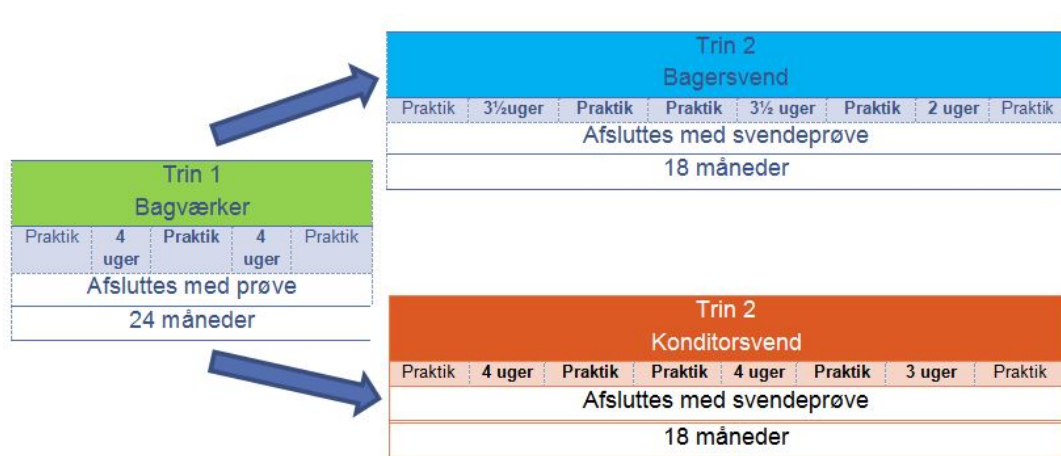 Trin 1
Bagværker
Praktik 4 uger Praktik 4 uger Praktik
Afsluttes med prøve
24 måneder
Trin 2
Bagersvend
Praktik 3½uger Praktik Praktik 3½ uger Praktik 2 uger Praktik
Afsluttes med svendeprøve
18 måneder
Trin 2
Konditorsvend
Praktik 4 uger Praktik Praktik 4 uger Praktik 3 uger Praktik
Afsluttes med svendeprøve
18 måneder